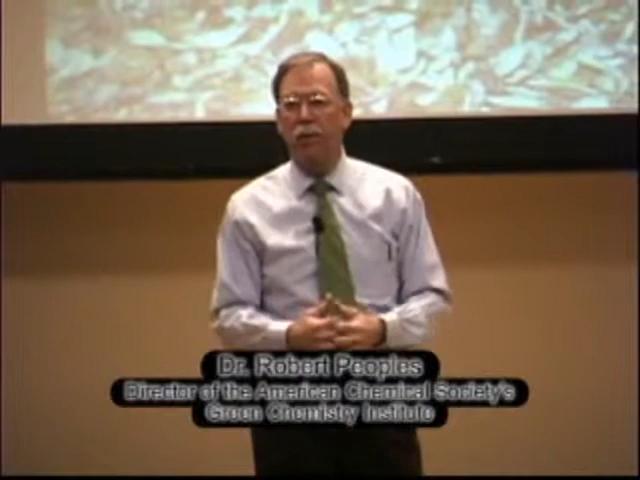 Dr. Robert Peoples
Director of the American Chemical Society's
Green Chemistry Institute